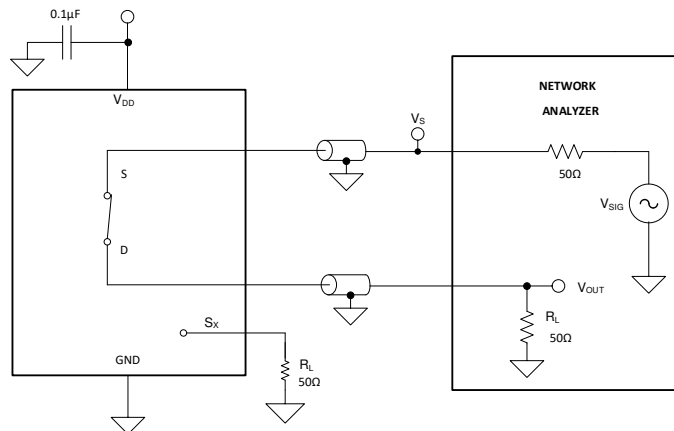 0.1µF
VDD
NETWORK
ANALYZER
VS
S
50Ω
VSIG
D
VOUT
SX
RL
50Ω
GND
RL
50Ω